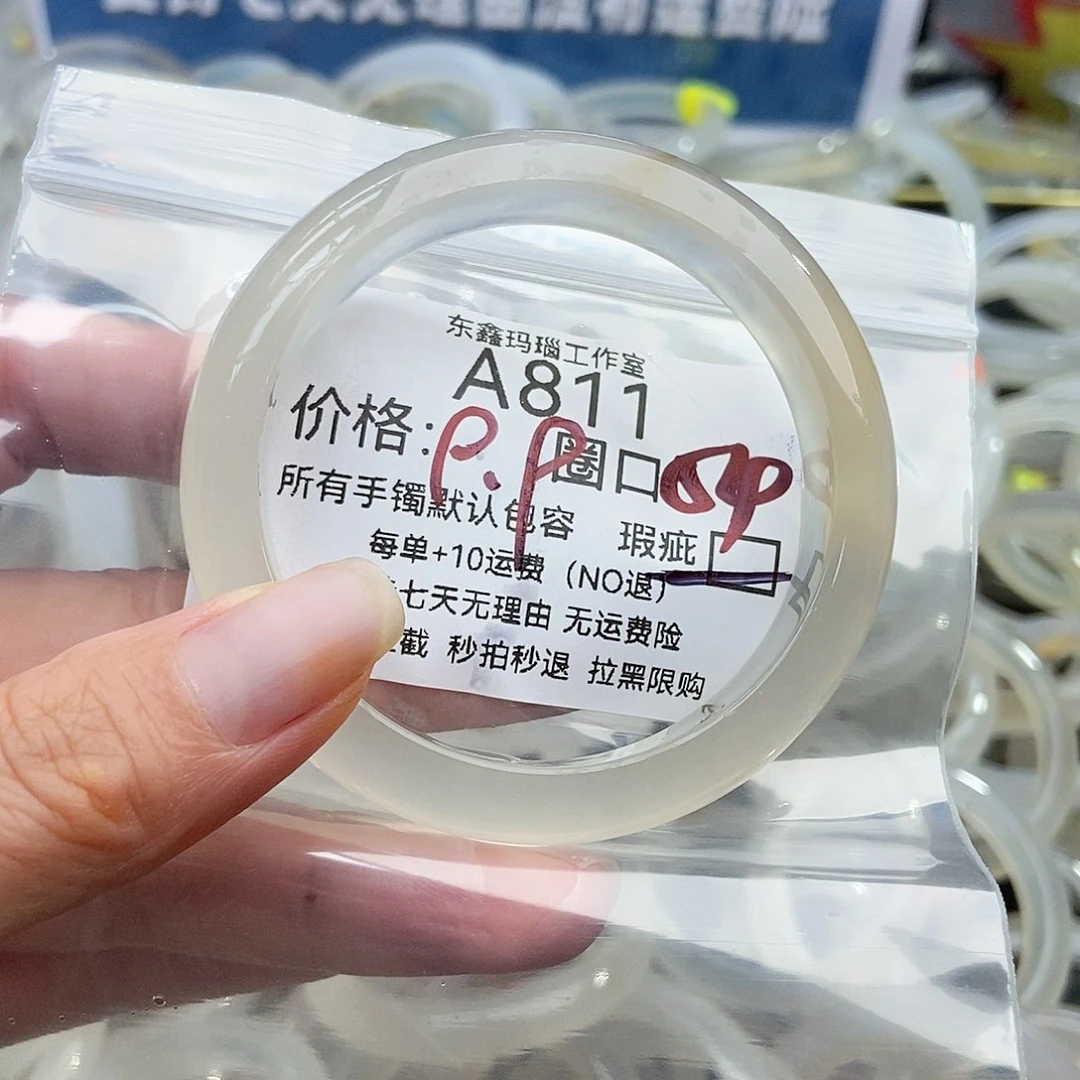 东鑫玛瑙工作室
A811
价格: 9.9 圈口 54
所有手镯默认包容 瑕疵
每单+10运费 (NO退)
七天无理由 无运费险
截 秒拍秒退 拉黑限购